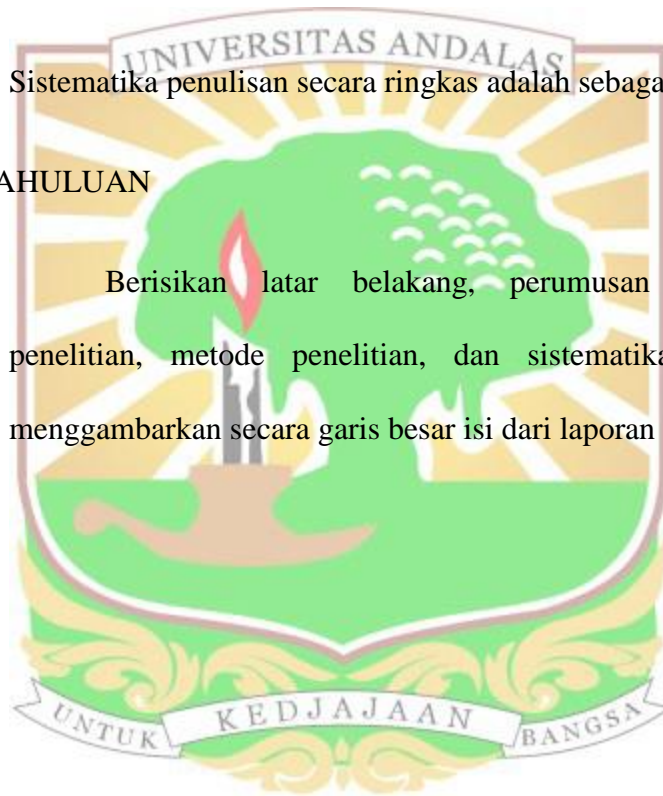 UNIVERSITAS ANDALAS
Sistematika penulisan secara ringkas adalah sebaga
AHULUAN
Berisikan latar belakang, perumusan
penelitian, metode penelitian, dan sistematika
menggambarkan secara garis besar isi dari laporan
UNTUK KEDJAJAAN BANGSA